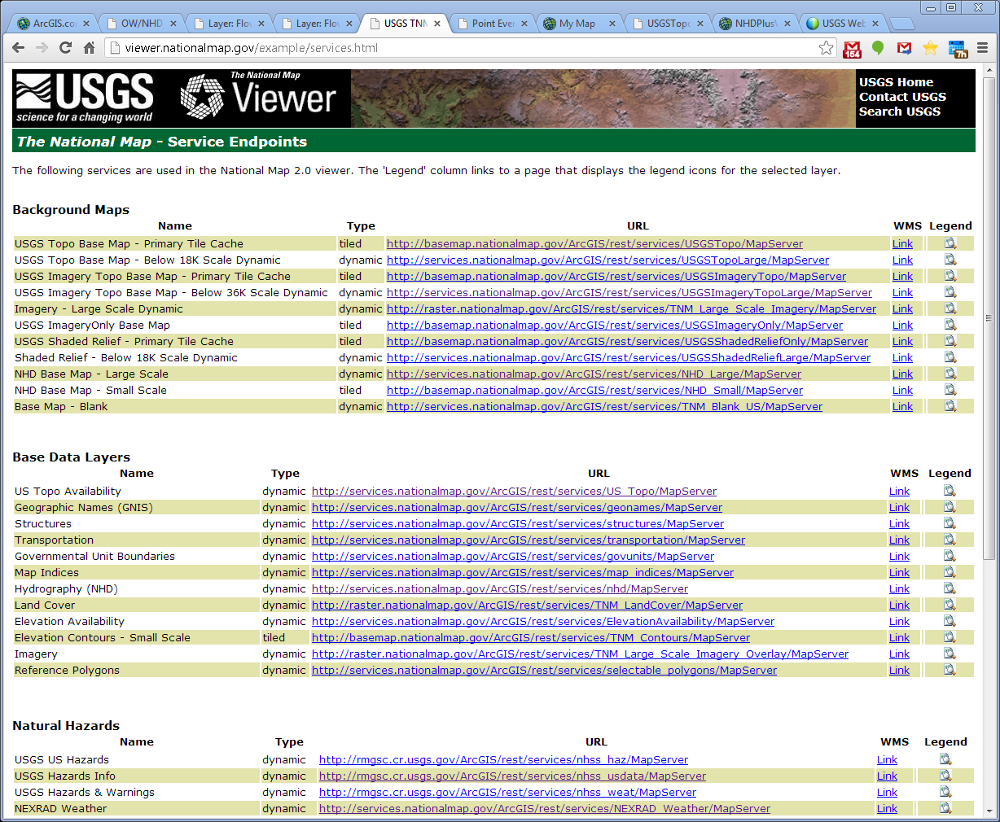 ArcGIS.co
OW/NHD
Layer: Flo
Layer: Flo
USGS TNM
Point Ever
My Map
USGSTopo
NHDPlusV
USGS Web
viewer.nationalmap.gov/example/services.html
154
7h
USGS
science for a changing world
The National Map
Viewer
USGS Home
Contact USGS
Search USGS
The National Map - Service Endpoints
The following services are used in the National Map 2.0 viewer. The 'Legend' column links to a page that displays the legend icons for the selected layer.
Background Maps
Name Type URL WMS Legend
USGS Topo Base Map - Primary Tile Cache tiled http://basemap.nationalmap.gov/ArcGIS/rest/services/USGSTopo/MapServer Link
USGS Topo Base Map - Below 18K Scale Dynamic dynamic http://services.nationalmap.gov/ArcGIS/rest/services/USGSTopoLarge/MapServer Link
USGS Imagery Topo Base Map - Primary Tile Cache tiled http://basemap.nationalmap.gov/ArcGIS/rest/services/USGSImageryTopo/MapServer Link
USGS Imagery Topo Base Map - Below 36K Scale Dynamic dynamic http://services.nationalmap.gov/ArcGIS/rest/services/USGSImageryTopoLarge/MapServer Link
Imagery - Large Scale Dynamic dynamic http://raster.nationalmap.gov/ArcGIS/rest/services/TNM_Large_Scale_Imagery/MapServer Link
USGS ImageryOnly Base Map tiled http://basemap.nationalmap.gov/ArcGIS/rest/services/USGSImageryOnly/MapServer Link
USGS Shaded Relief - Primary Tile Cache tiled http://basemap.nationalmap.gov/ArcGIS/rest/services/USGSShadedReliefOnly/MapServer Link
Shaded Relief - Below 18K Scale Dynamic dynamic http://services.nationalmap.gov/ArcGIS/rest/services/USGSShadedReliefLarge/MapServer Link
NHD Base Map - Large Scale dynamic http://services.nationalmap.gov/ArcGIS/rest/services/NHD_Large/MapServer Link
NHD Base Map - Small Scale tiled http://basemap.nationalmap.gov/ArcGIS/rest/services/NHD_Small/MapServer Link
Base Map - Blank dynamic http://services.nationalmap.gov/ArcGIS/rest/services/TNM_Blank_US/MapServer Link
Base Data Layers
Name Type URL WMS Legend
US Topo Availability dynamic http://services.nationalmap.gov/ArcGIS/rest/services/US_Topo/MapServer Link
Geographic Names (GNIS) dynamic http://services.nationalmap.gov/ArcGIS/rest/services/geonames/MapServer Link
Structures dynamic http://services.nationalmap.gov/ArcGIS/rest/services/structures/MapServer Link
Transportation dynamic http://services.nationalmap.gov/ArcGIS/rest/services/transportation/MapServer Link
Governmental Unit Boundaries dynamic http://services.nationalmap.gov/ArcGIS/rest/services/govunits/MapServer Link
Map Indices dynamic http://services.nationalmap.gov/ArcGIS/rest/services/map_indices/MapServer Link
Hydrography (NHD) dynamic http://services.nationalmap.gov/ArcGIS/rest/services/nhd/MapServer Link
Land Cover dynamic http://raster.nationalmap.gov/ArcGIS/rest/services/TNM_LandCover/MapServer Link
Elevation Availability dynamic http://services.nationalmap.gov/ArcGIS/rest/services/ElevationAvailability/MapServer Link
Elevation Contours - Small Scale tiled http://basemap.nationalmap.gov/ArcGIS/rest/services/TNM_Contours/MapServer Link
Imagery dynamic http://raster.nationalmap.gov/ArcGIS/rest/services/TNM_Large_Scale_Imagery_Overlay/MapServer Link
Reference Polygons dynamic http://services.nationalmap.gov/ArcGIS/rest/services/selectable_polygons/MapServer Link
Natural Hazards
Name Type URL WMS Legend
USGS US Hazards dynamic http://rmgsc.cr.usgs.gov/ArcGIS/rest/services/nhss_haz/MapServer Link
USGS Hazards Info dynamic http://rmgsc.cr.usgs.gov/ArcGIS/rest/services/nhss_usdata/MapServer Link
USGS Hazards & Warnings dynamic http://rmgsc.cr.usgs.gov/ArcGIS/rest/services/nhss_weat/MapServer Link
NEXRAD Weather dynamic http://services.nationalmap.gov/ArcGIS/rest/services/NEXRAD_Weather/MapServer Link